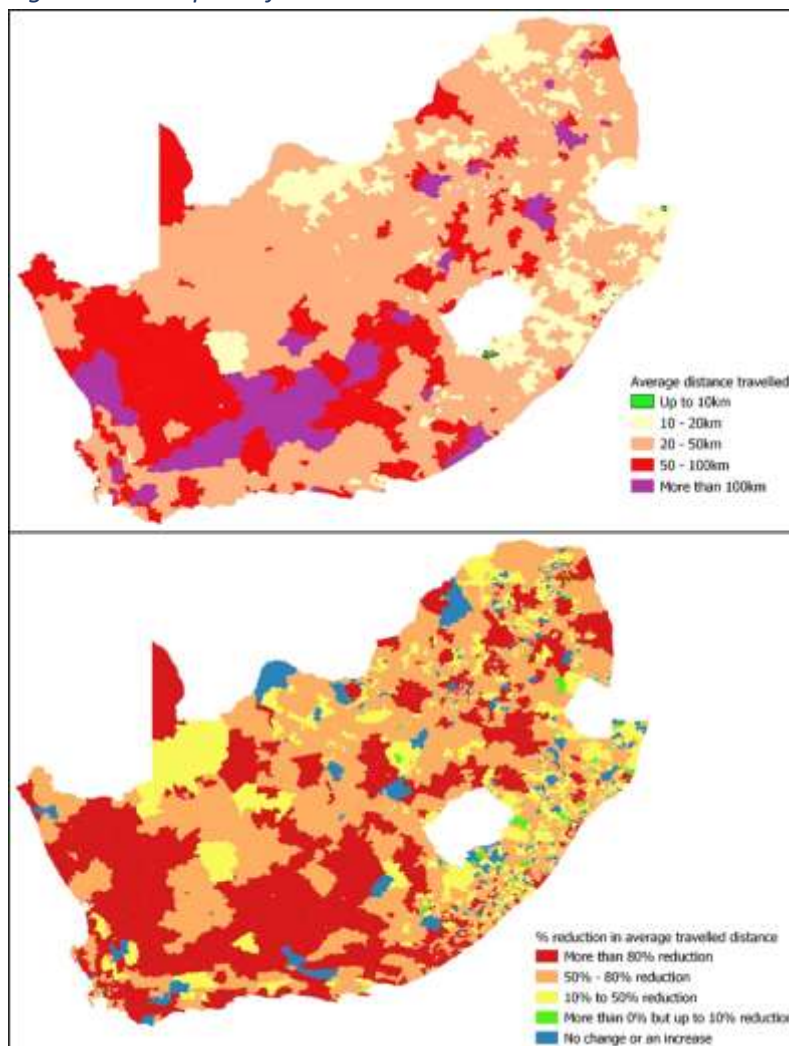 Average distance travelled
Up to 10km
10 - 20km
20 - 50km
50 - 100km
More than 100km
% reduction in average travelled distance
More than 80% reduction
50% - 80% reduction
10% to 50% reduction
More than 0% but up to 10% reduction
No change or an increase